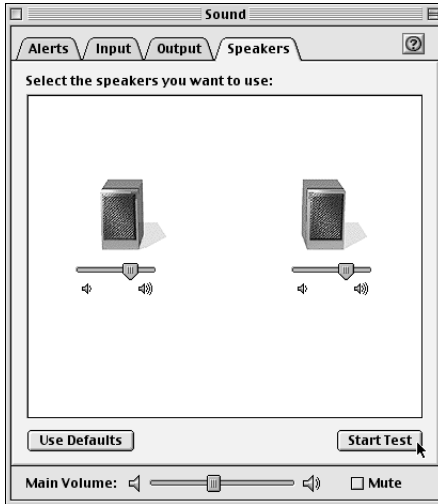 Sound
Alerts Input Output Speakers
Select the speakers you want to use:
Use Defaults Start Test
Main Volume: Mute